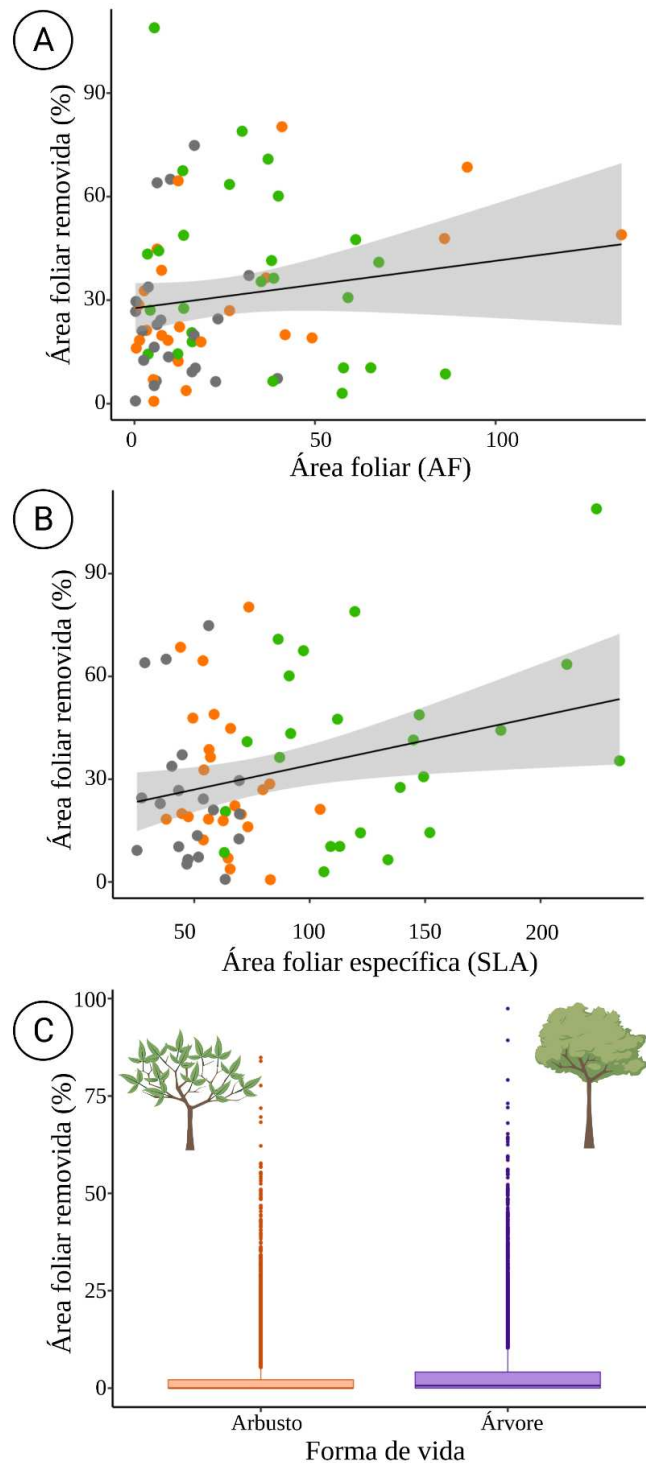 A
Área foliar removida (%)
90
60
30
0
0
50
100
Área foliar (AF)
B
Área foliar removida (%)
90
60
30
0
50
100
150
200
Área foliar específica (SLA)
C
Área foliar removida (%)
100
75
50
25
0
Arbusto
Árvore
Forma de vida